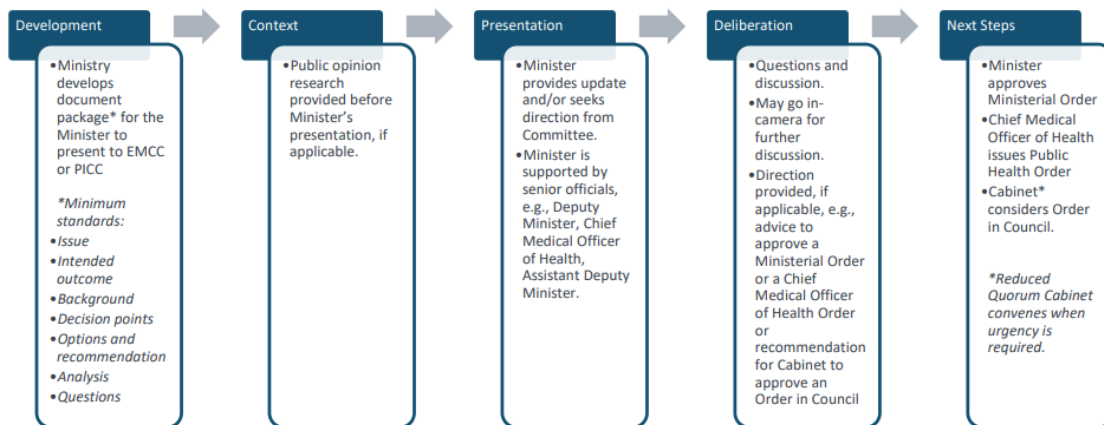 Development
•Ministry
develops
document
package* for the
Minister to
present to EMCC
or PICC
*Minimum
standards:
•Issue
•Intended
outcome
•Background
•Decision points
•Options and
recommendation
•Analysis
•Questions
Context
•Public opinion
research
provided before
Minister's
presentation, if
applicable.
Presentation
•Minister
provides update
and/or seeks
direction from
Committee.
•Minister is
supported by
senior officials,
e.g., Deputy
Minister, Chief
Medical Officer
of Health,
Assistant Deputy
Minister.
Deliberation
•Questions and
discussion.
•May go in-
camera for
further
discussion.
•Direction
provided, if
applicable, e.g.,
advice to
approve a
Ministerial Order
or a Chief
Medical Officer
of Health Order
or
recommendation
for Cabinet to
approve an
Order in Council
Next Steps
•Minister
approves
Ministerial Order
•Chief Medical
Officer of Health
issues Public
Health Order
•Cabinet*
considers Order
in Council.
*Reduced
Quorum Cabinet
convenes when
urgency is
required.